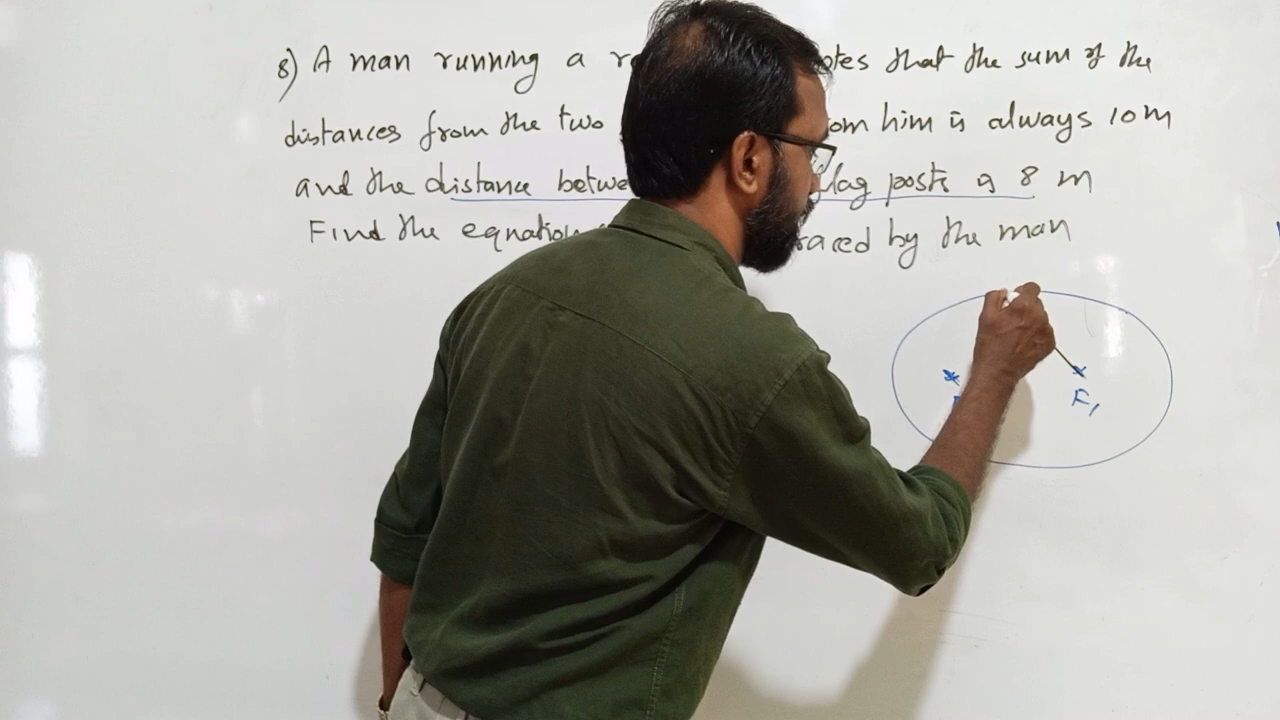 8) A man running a otes that the sum of the
distances from the two om him is always 10 m
and the distance betwe flag posts is 8 m
Find the equation raced by the man
F1